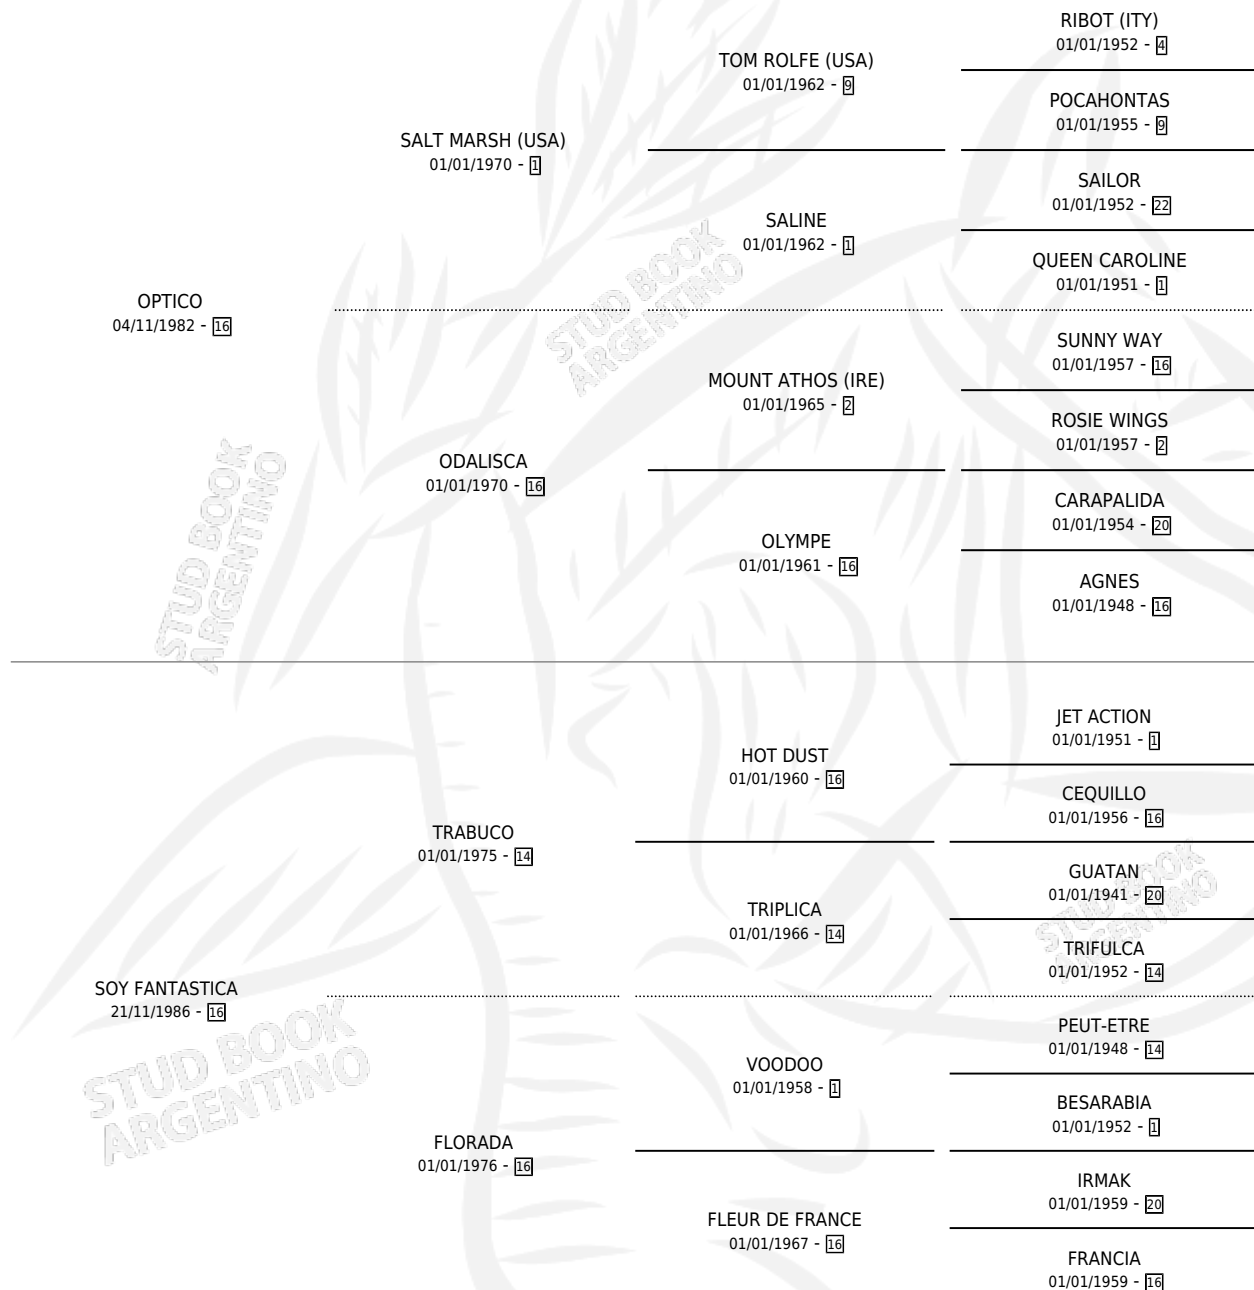 RIBOT (ITY)
01/01/1952 - 4
TOM ROLFE (USA)
01/01/1962 - 9
POCAHONTAS
01/01/1955 - 9
SALT MARSH (USA)
01/01/1970 - 1
SAILOR
01/01/1952 - 22
SALINE
01/01/1962 - 1
QUEEN CAROLINE
01/01/1951 - 1
OPTICO
04/11/1982 - 16
SUNNY WAY
01/01/1957 - 16
MOUNT ATHOS (IRE)
01/01/1965 - 2
ROSIE WINGS
01/01/1957 - 2
ODALISCA
01/01/1970 - 16
CARAPALIDA
01/01/1954 - 20
OLYMPE
01/01/1961 - 16
AGNES
01/01/1948 - 16
JET ACTION
01/01/1951 - 1
HOT DUST
01/01/1960 - 16
CEQUILLO
01/01/1956 - 16
TRABUCO
01/01/1975 - 14
GUATAN
01/01/1941 - 20
TRIPLICA
01/01/1966 - 14
TRIFULCA
01/01/1952 - 14
SOY FANTASTICA
21/11/1986 - 16
PEUT-ETRE
01/01/1948 - 14
VOODOO
01/01/1958 - 1
BESARABIA
01/01/1952 - 1
FLORADA
01/01/1976 - 16
IRMAK
01/01/1959 - 20
FLEUR DE FRANCE
01/01/1967 - 16
FRANCIA
01/01/1959 - 16
STUD BOOK
ARGENTINO
STUD BOOK
ARGENTINO
STUD BOOK
ARGENTINO
STUD BOOK
ARGENTINO